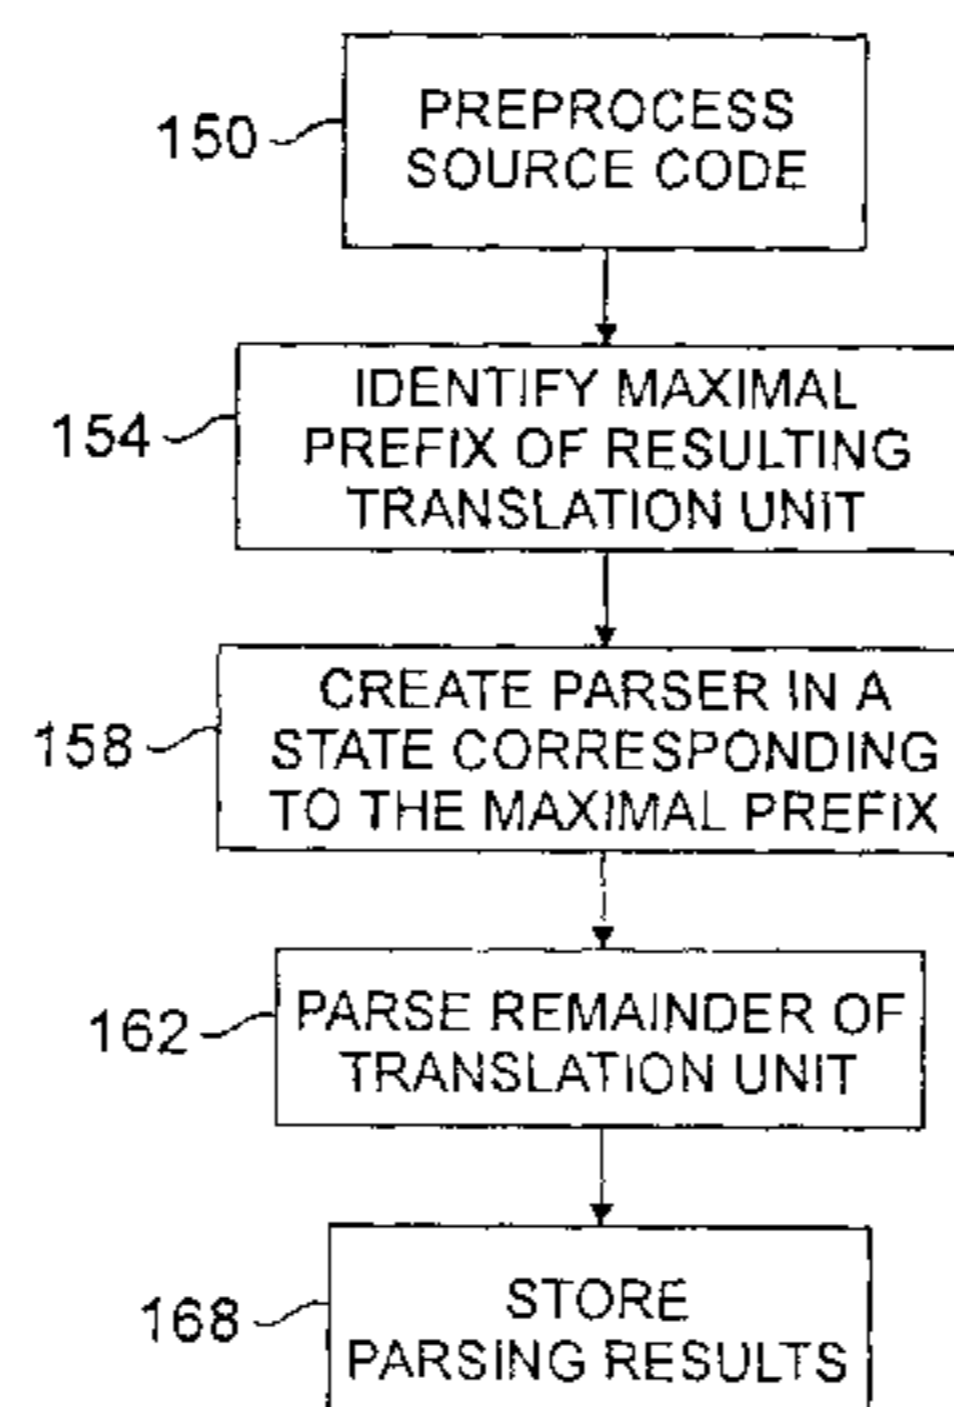 150
PREPROCESS
SOURCE CODE
154
IDENTIFY MAXIMAL
PREFIX OF RESULTING
TRANSLATION UNIT
158
CREATE PARSER IN A
STATE CORRESPONDING
TO THE MAXIMAL PREFIX
162
PARSE REMAINDER OF
TRANSLATION UNIT
168
STORE
PARSING RESULTS